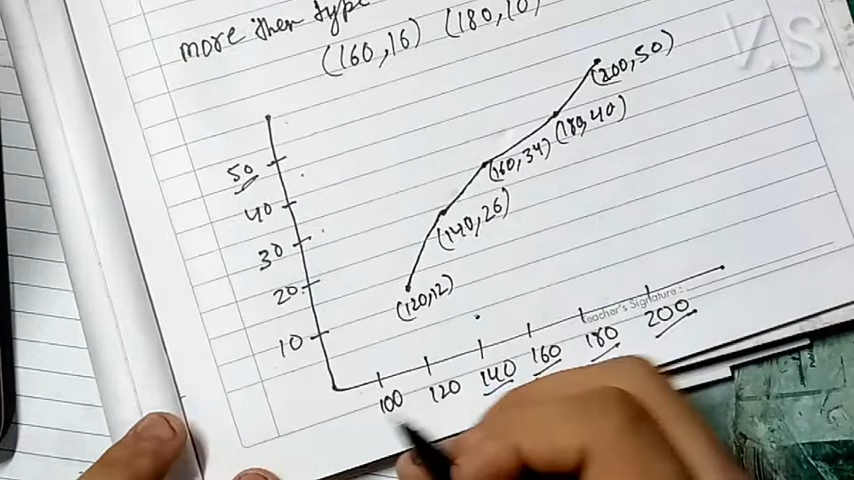 more then type
(160,16) (180,10)
V.S.
(200,50)
(180,40)
(160,34)
(140,26)
(120,12)
50
40
30
20
10
100 120 140 160 180 200
Teacher's Signature :